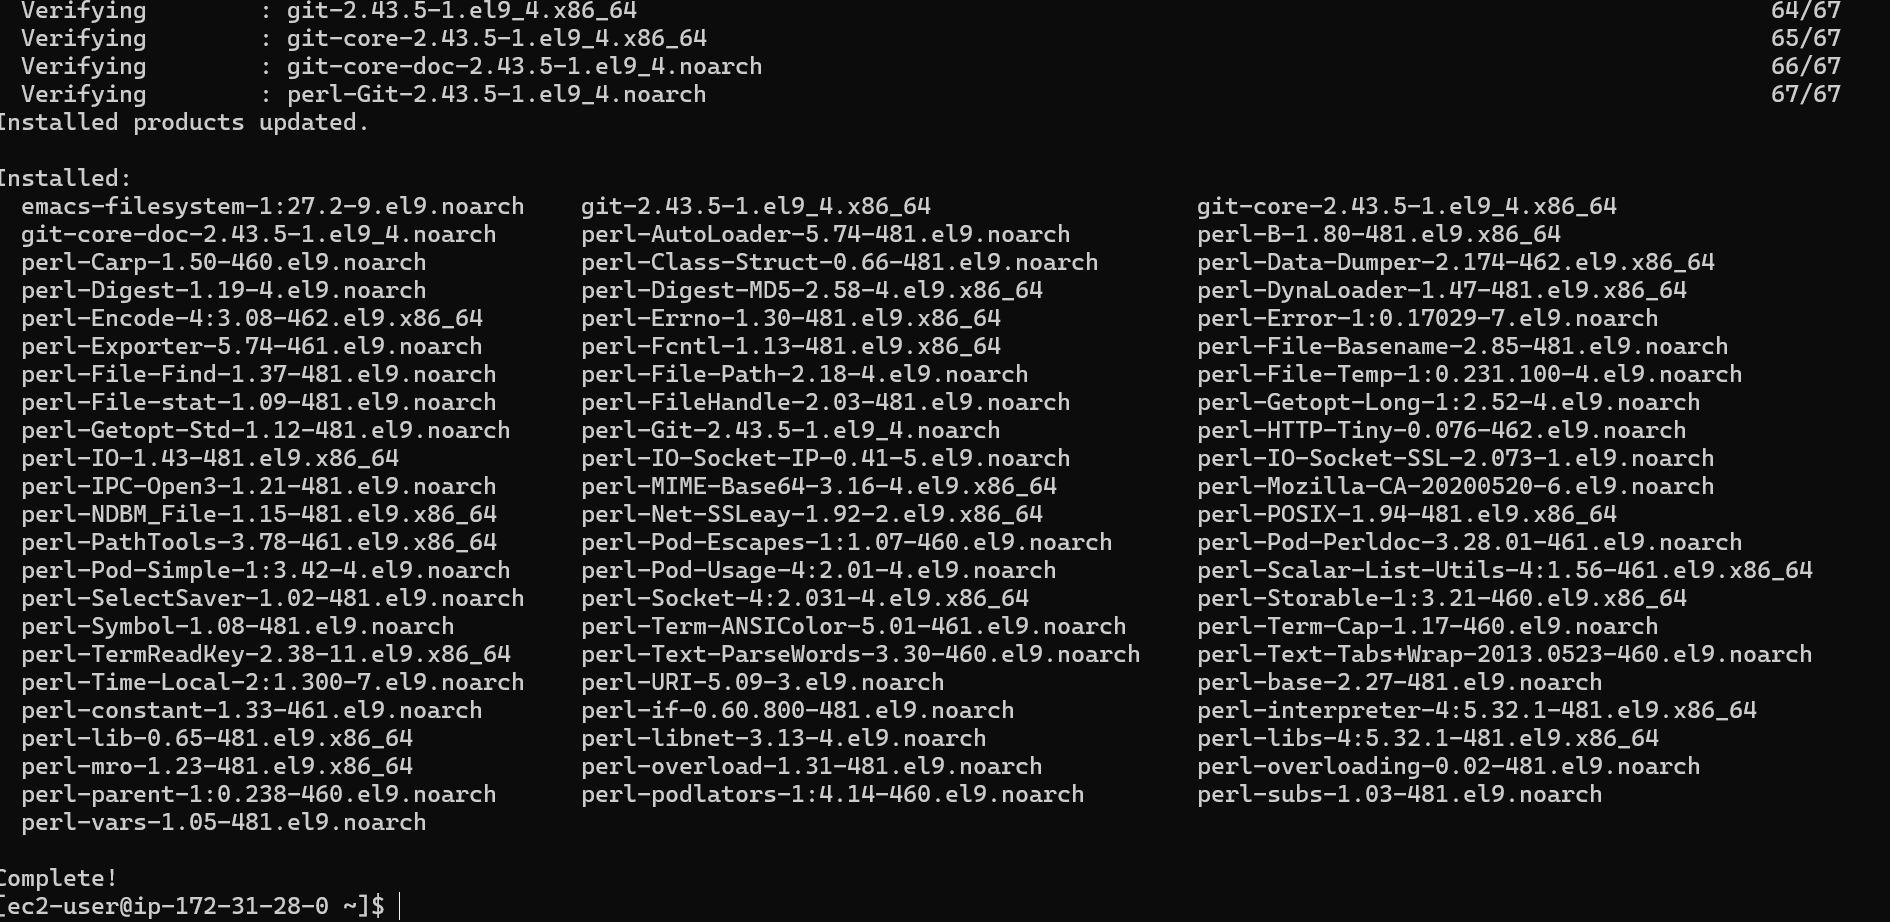 Verifying : git-2.43.5-1.el9_4.x86_64 64/67
Verifying : git-core-2.43.5-1.el9_4.x86_64 65/67
Verifying : git-core-doc-2.43.5-1.el9_4.noarch 66/67
Verifying : perl-Git-2.43.5-1.el9_4.noarch 67/67
Installed products updated.
Installed:
emacs-filesystem-1:27.2-9.el9.noarch git-2.43.5-1.el9_4.x86_64 git-core-2.43.5-1.el9_4.x86_64
git-core-doc-2.43.5-1.el9_4.noarch perl-AutoLoader-5.74-481.el9.noarch perl-B-1.80-481.el9.x86_64
perl-Carp-1.50-460.el9.noarch perl-Class-Struct-0.66-481.el9.noarch perl-Data-Dumper-2.174-462.el9.x86_64
perl-Digest-1.19-4.el9.noarch perl-Digest-MD5-2.58-4.el9.x86_64 perl-DynaLoader-1.47-481.el9.x86_64
perl-Encode-4:3.08-462.el9.x86_64 perl-Errno-1.30-481.el9.x86_64 perl-Error-1:0.17029-7.el9.noarch
perl-Exporter-5.74-461.el9.noarch perl-Fcntl-1.13-481.el9.x86_64 perl-File-Basename-2.85-481.el9.noarch
perl-File-Find-1.37-481.el9.noarch perl-File-Path-2.18-4.el9.noarch perl-File-Temp-1:0.231.100-4.el9.noarch
perl-File-stat-1.09-481.el9.noarch perl-FileHandle-2.03-481.el9.noarch perl-Getopt-Long-1:2.52-4.el9.noarch
perl-Getopt-Std-1.12-481.el9.noarch perl-Git-2.43.5-1.el9_4.noarch perl-HTTP-Tiny-0.076-462.el9.noarch
perl-IO-1.43-481.el9.x86_64 perl-IO-Socket-IP-0.41-5.el9.noarch perl-IO-Socket-SSL-2.073-1.el9.noarch
perl-IPC-Open3-1.21-481.el9.noarch perl-MIME-Base64-3.16-4.el9.x86_64 perl-Mozilla-CA-20200520-6.el9.noarch
perl-NDBM_File-1.15-481.el9.x86_64 perl-Net-SSLeay-1.92-2.el9.x86_64 perl-POSIX-1.94-481.el9.x86_64
perl-PathTools-3.78-461.el9.x86_64 perl-Pod-Escapes-1:1.07-460.el9.noarch perl-Pod-Perldoc-3.28.01-461.el9.noarch
perl-Pod-Simple-1:3.42-4.el9.noarch perl-Pod-Usage-4:2.01-4.el9.noarch perl-Scalar-List-Utils-4:1.56-461.el9.x86_64
perl-SelectSaver-1.02-481.el9.noarch perl-Socket-4:2.031-4.el9.x86_64 perl-Storable-1:3.21-460.el9.x86_64
perl-Symbol-1.08-481.el9.noarch perl-Term-ANSIColor-5.01-461.el9.noarch perl-Term-Cap-1.17-460.el9.noarch
perl-TermReadKey-2.38-11.el9.x86_64 perl-Text-ParseWords-3.30-460.el9.noarch perl-Text-Tabs+Wrap-2013.0523-460.el9.noarch
perl-Time-Local-2:1.300-7.el9.noarch perl-URI-5.09-3.el9.noarch perl-base-2.27-481.el9.noarch
perl-constant-1.33-461.el9.noarch perl-if-0.60.800-481.el9.noarch perl-interpreter-4:5.32.1-481.el9.x86_64
perl-lib-0.65-481.el9.x86_64 perl-libnet-3.13-4.el9.noarch perl-libs-4:5.32.1-481.el9.x86_64
perl-mro-1.23-481.el9.x86_64 perl-overload-1.31-481.el9.noarch perl-overloading-0.02-481.el9.noarch
perl-parent-1:0.238-460.el9.noarch perl-podlators-1:4.14-460.el9.noarch perl-subs-1.03-481.el9.noarch
perl-vars-1.05-481.el9.noarch
Complete!
[ec2-user@ip-172-31-28-0 ~]$